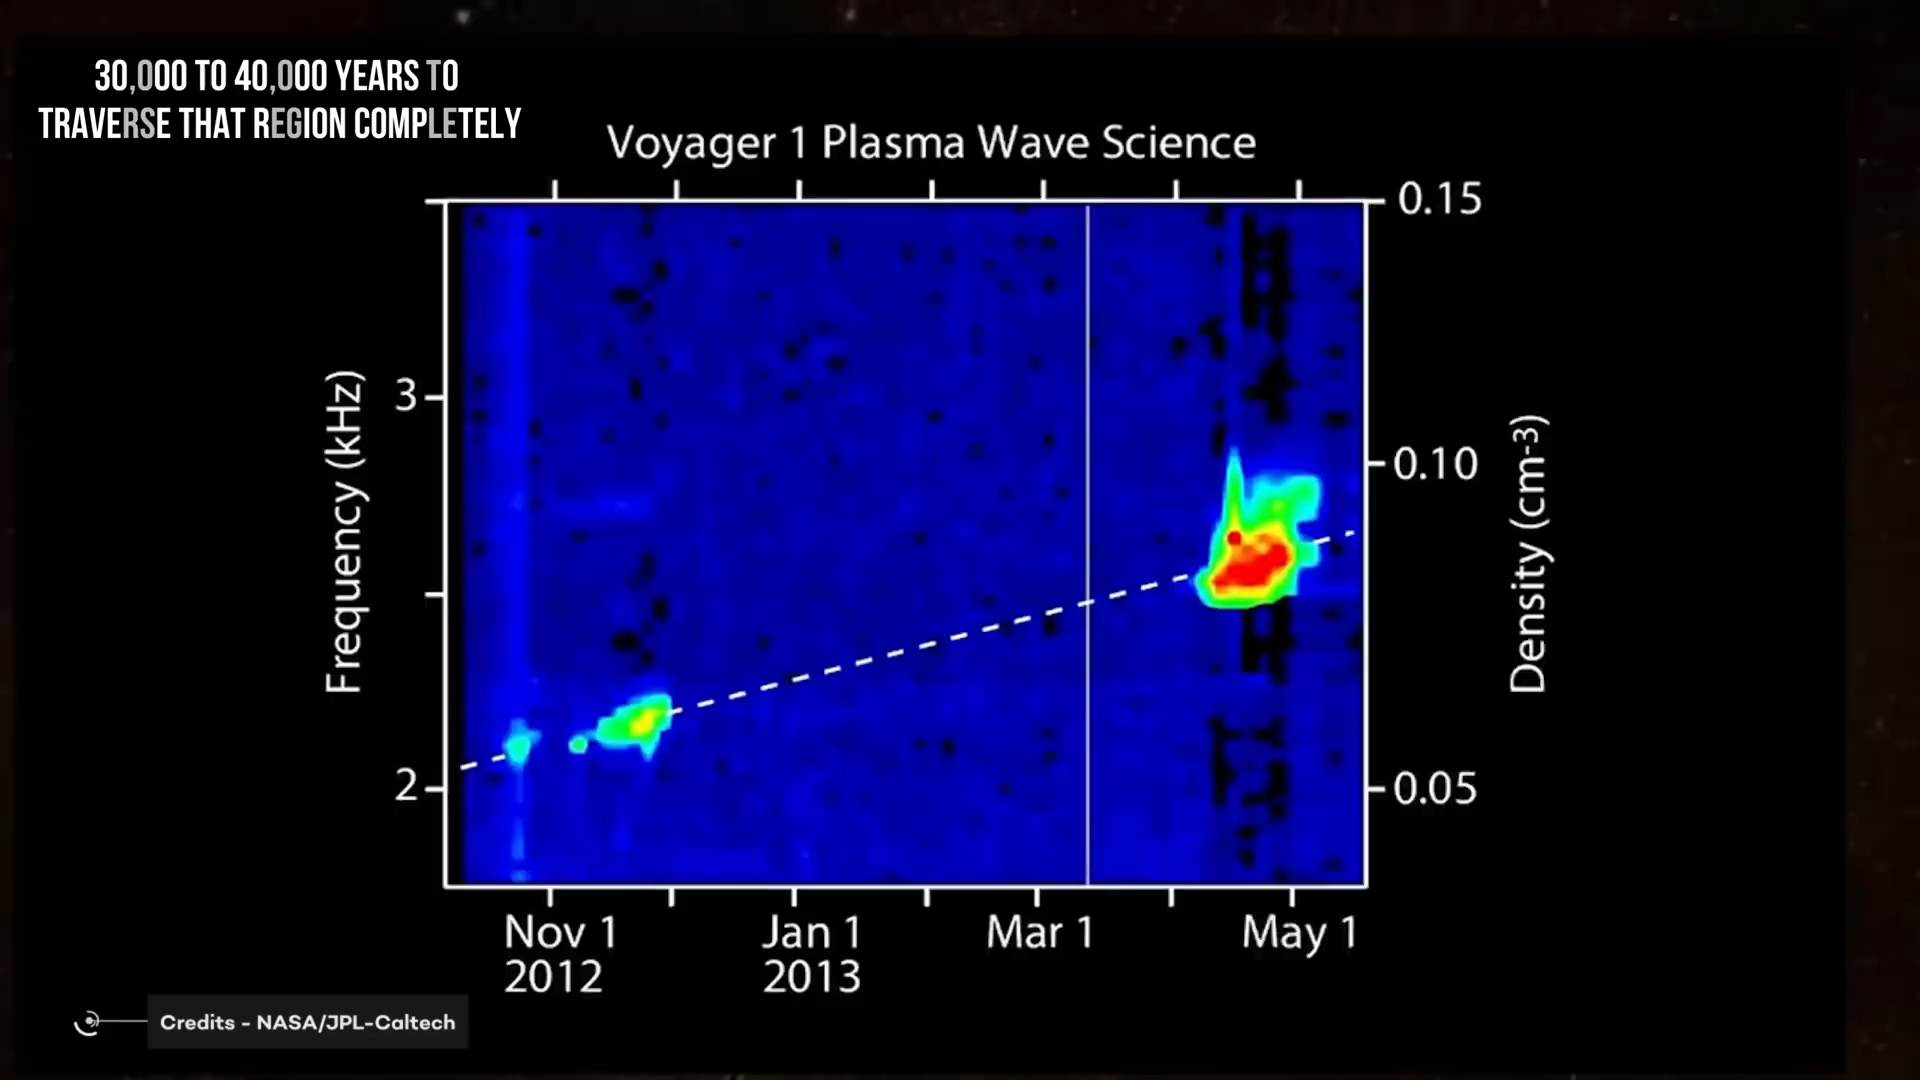 30,000 TO 40,000 YEARS TO
TRAVERSE THAT REGION COMPLETELY
Voyager 1 Plasma Wave Science
0.15
3
0.10
Frequency (kHz)
Density (cm-3)
2
0.05
Nov 1
2012
Jan 1
2013
Mar 1
May 1
Credits - NASA/JPL-Caltech